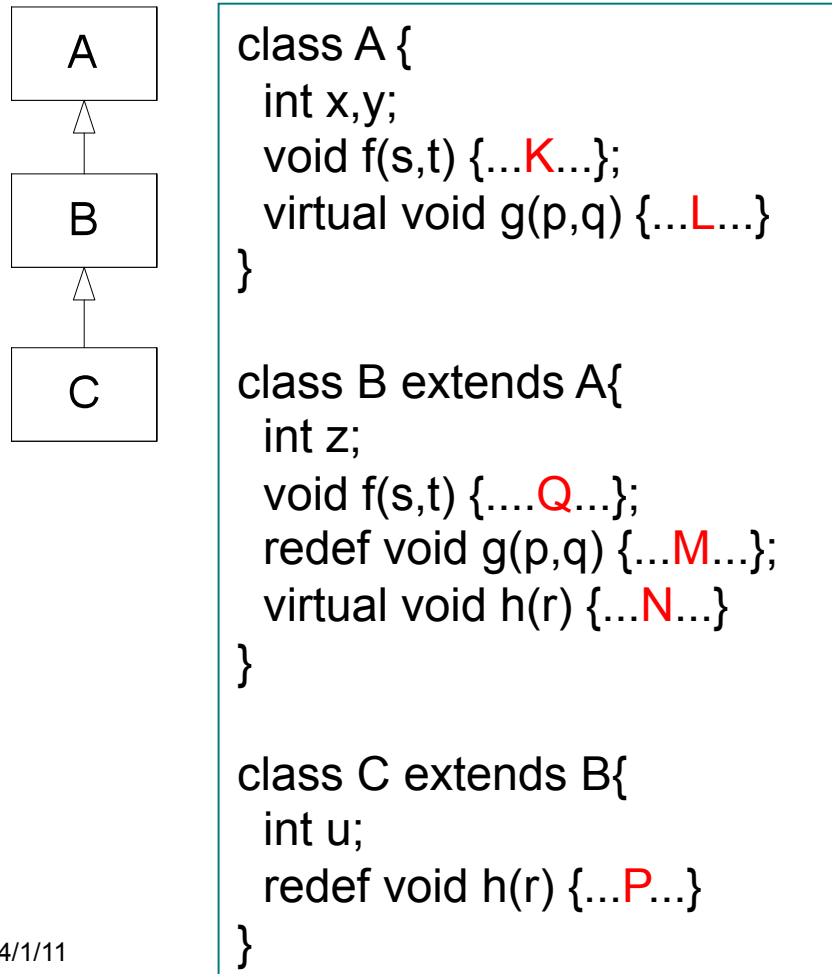 A
B
C
class A {
int x,y;
void f(s,t) {...K...};
virtual void g(p,q) {...L...}
}
class B extends A{
int z;
void f(s,t) {....Q...};
redef void g(p,q) {...M...};
virtual void h(r) {...N...}
}
class C extends B{
int u;
redef void h(r) {...P...}
}
4/1/11